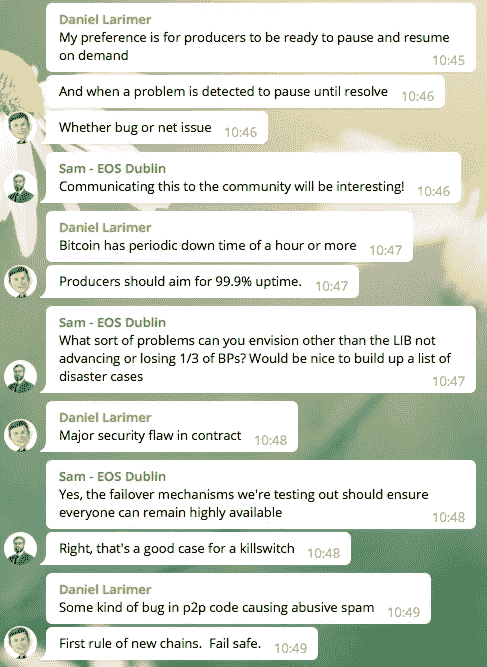 Daniel Larimer
My preference is for producers to be ready to pause and resume
on demand
10:45
And when a problem is detected to pause until resolve 10:46
Whether bug or net issue 10:46
Sam - EOS Dublin
Communicating this to the community will be interesting! 10:46
Daniel Larimer
Bitcoin has periodic down time of a hour or more 10:47
Producers should aim for 99.9% uptime. 10:47
Sam - EOS Dublin
What sort of problems can you envision other than the LIB not
advancing or losing 1/3 of BPs? Would be nice to build up a list of
disaster cases
10:47
Daniel Larimer
Major security flaw in contract 10:48
Sam - EOS Dublin
Yes, the failover mechanisms we're testing out should ensure
everyone can remain highly available
10:48
Right, that's a good case for a killswitch 10:48
Daniel Larimer
Some kind of bug in p2p code causing abusive spam 10:49
First rule of new chains. Fail safe. 10:49